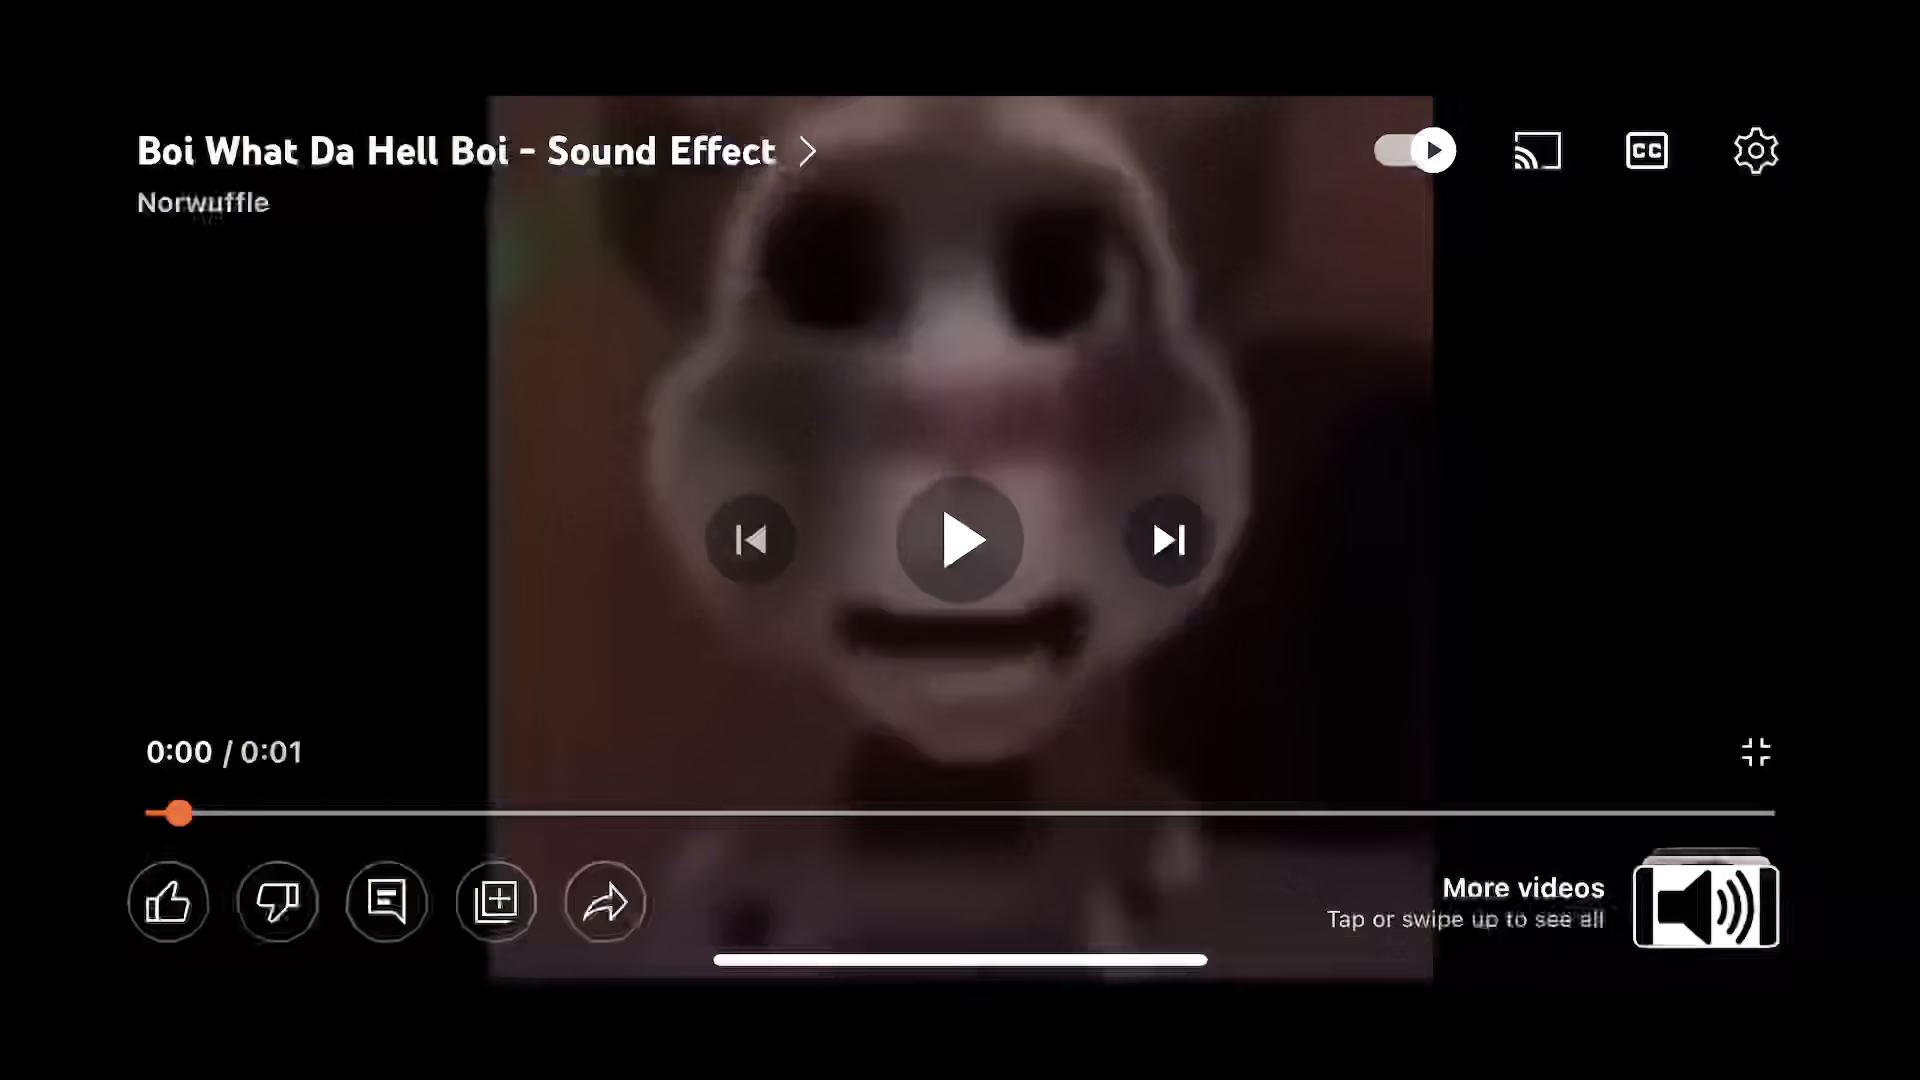 Boi What Da Hell Boi - Sound Effect
Norwuffle
CC
0:00 / 0:01
More videos
Tap or swipe up to see all